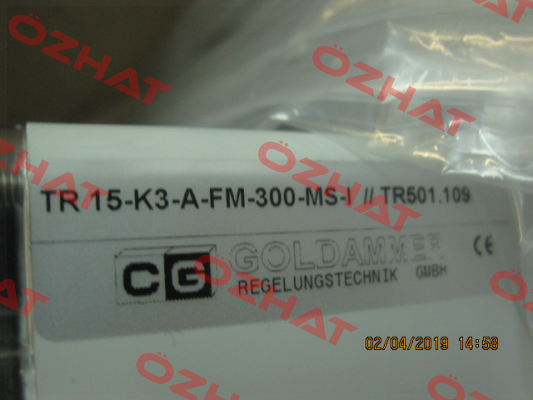 TR 15-K3-A-FM-300-MS-I // TR501.109
CG GOLDAMMER
REGELUNGSTECHNIK GMBH
CE
02/04/2019 14:58
ÖZHAT
ÖZHAT
ÖZHAT
ÖZHAT
ÖZHAT
ÖZHAT
ÖZHAT
ÖZHAT